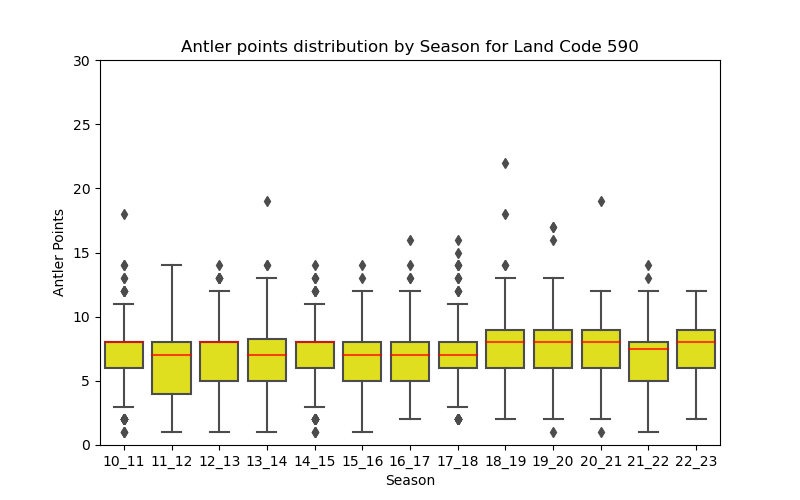 Antler points distribution by Season for Land Code 590
30
25
20
15
10
5
0
Antler Points
10_11 11_12 12_13 13_14 14_15 15_16 16_17 17_18 18_19 19_20 20_21 21_22 22_23
Season